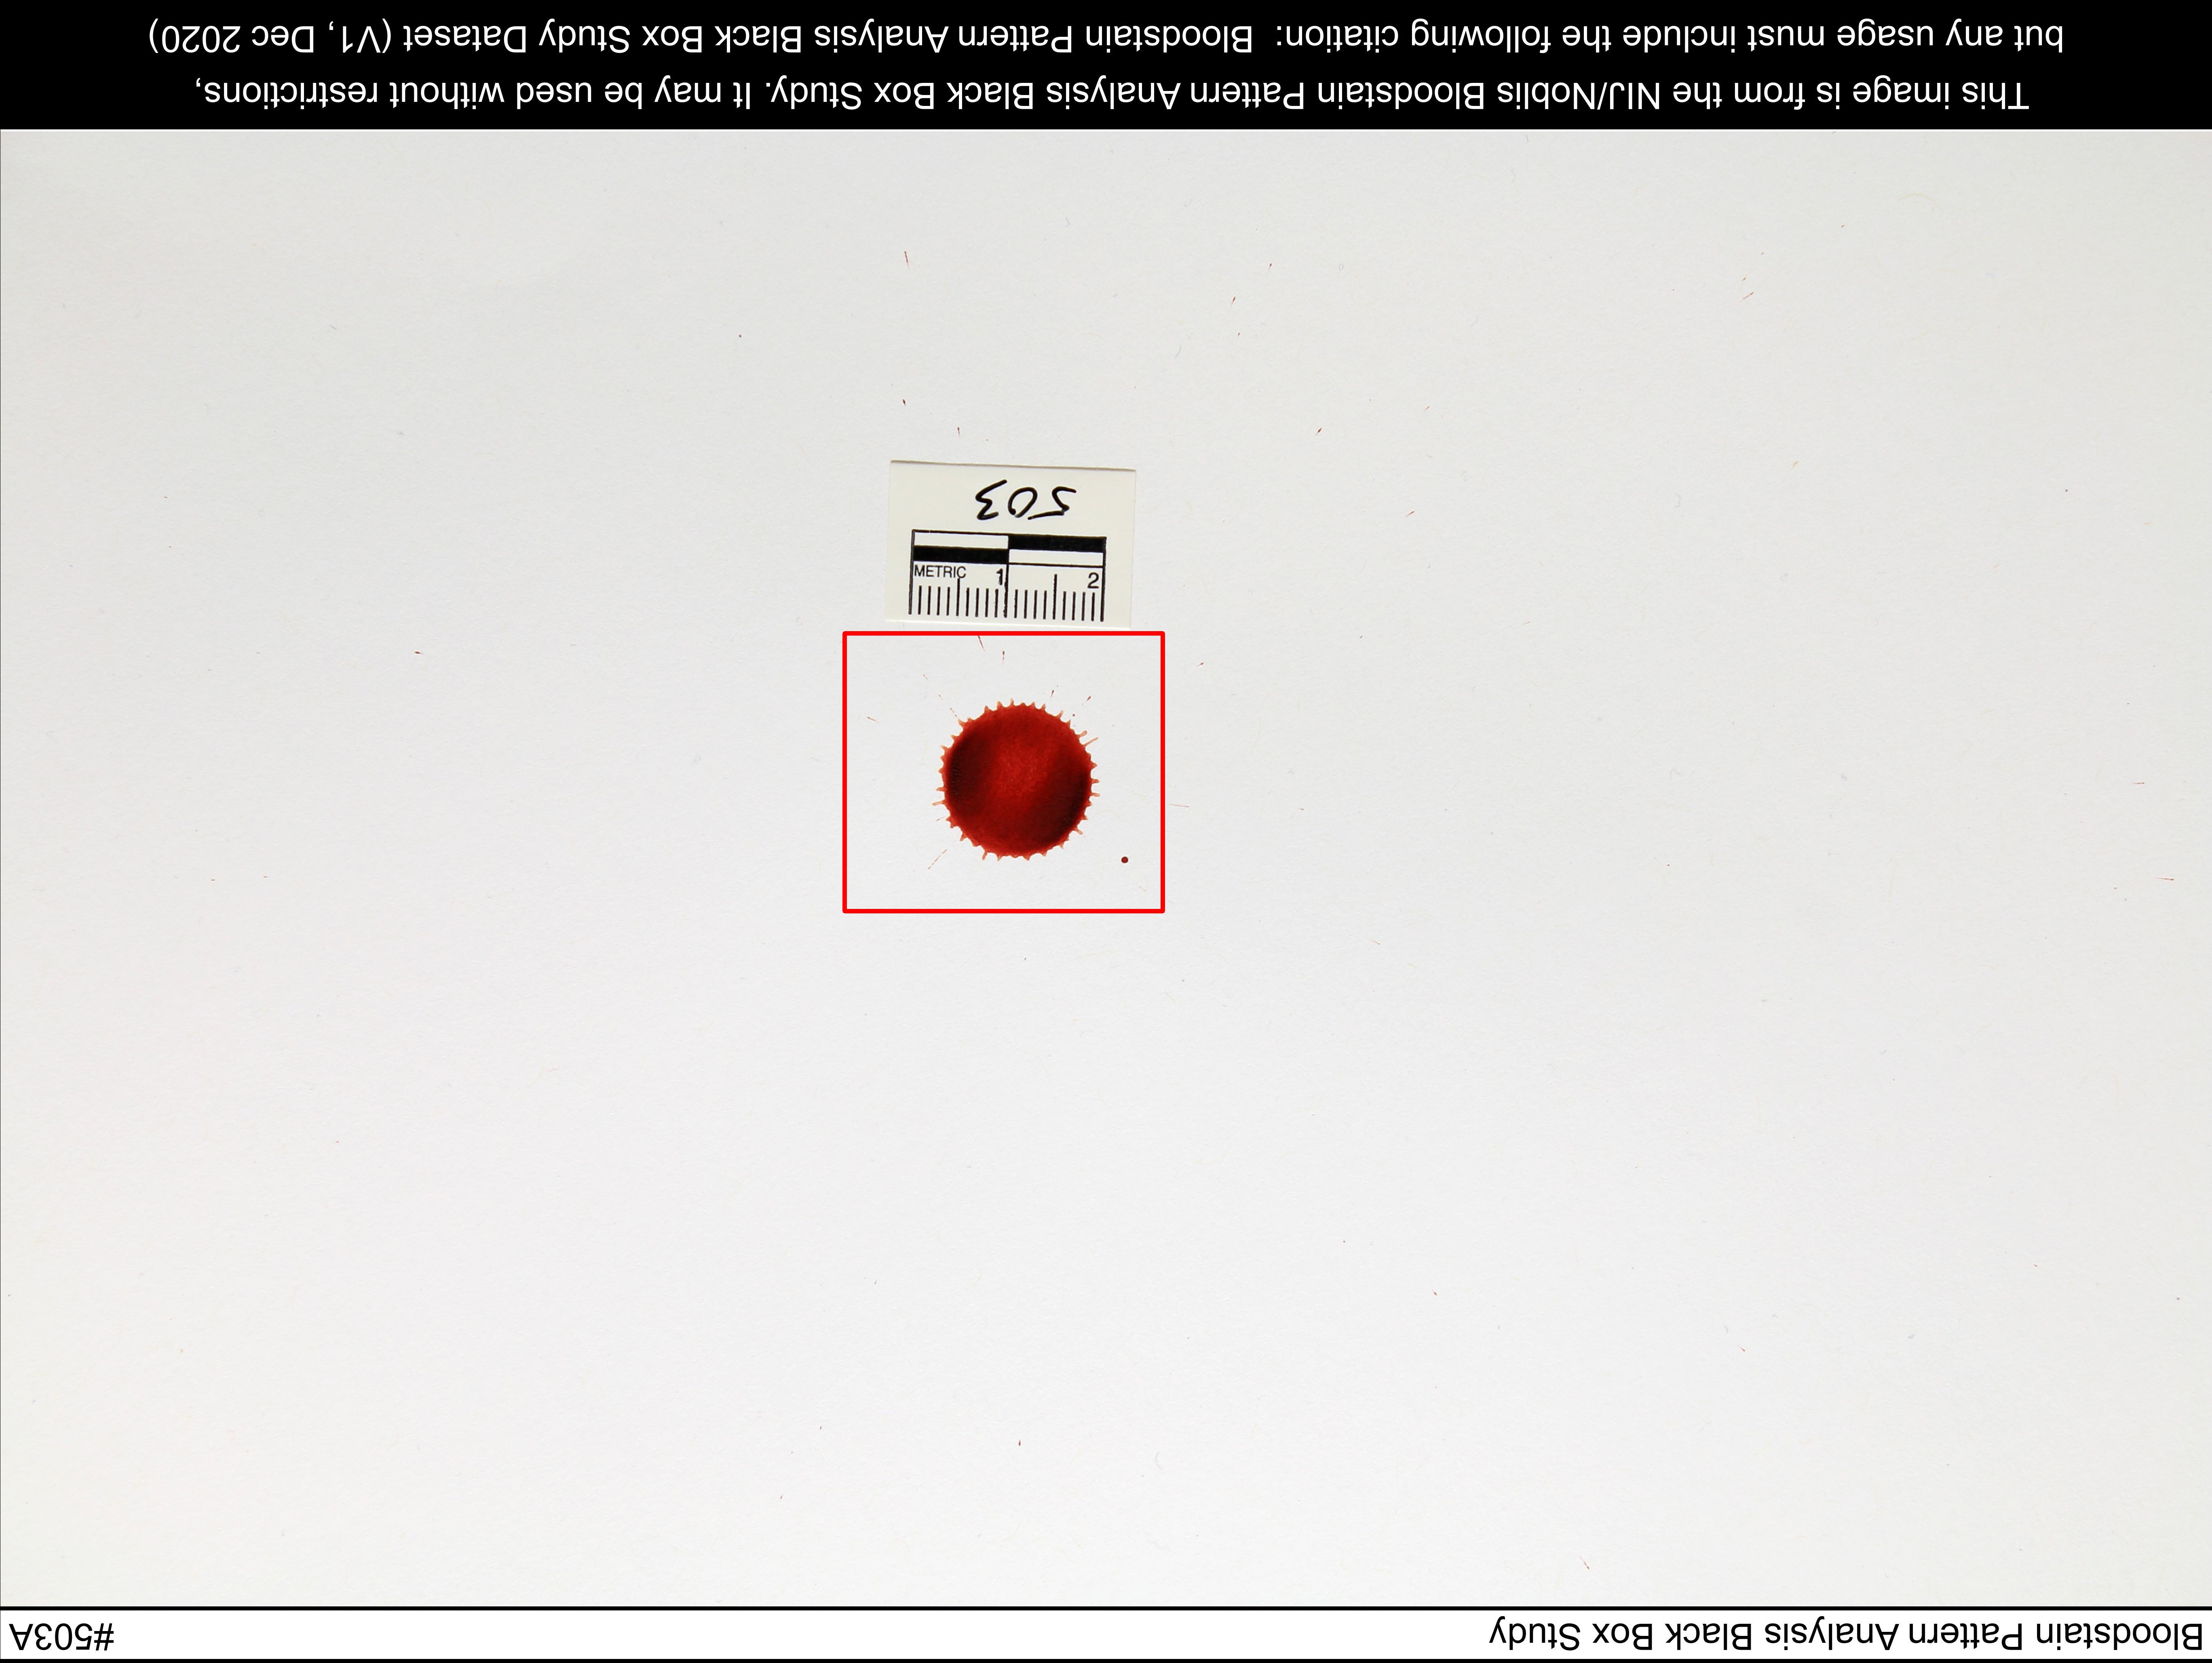 Bloodstain Pattern Analysis Black Box Study
#503A
503
METRIC 1 2
This image is from the NIJ/Noblis Bloodstain Pattern Analysis Black Box Study. It may be used without restrictions,
but any usage must include the following citation: Bloodstain Pattern Analysis Black Box Study Dataset (V1, Dec 2020)